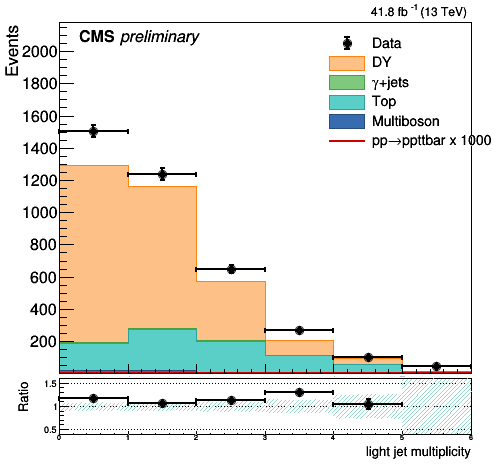 41.8 fb⁻¹ (13 TeV)
Events
CMS preliminary
Data
DY
γ+jets
Top
Multiboson
pp→ppttbar x 1000
2000
1800
1600
1400
1200
1000
800
600
400
200
Ratio
1.5
1
0.5
0 1 2 3 4 5 6
light jet multiplicity